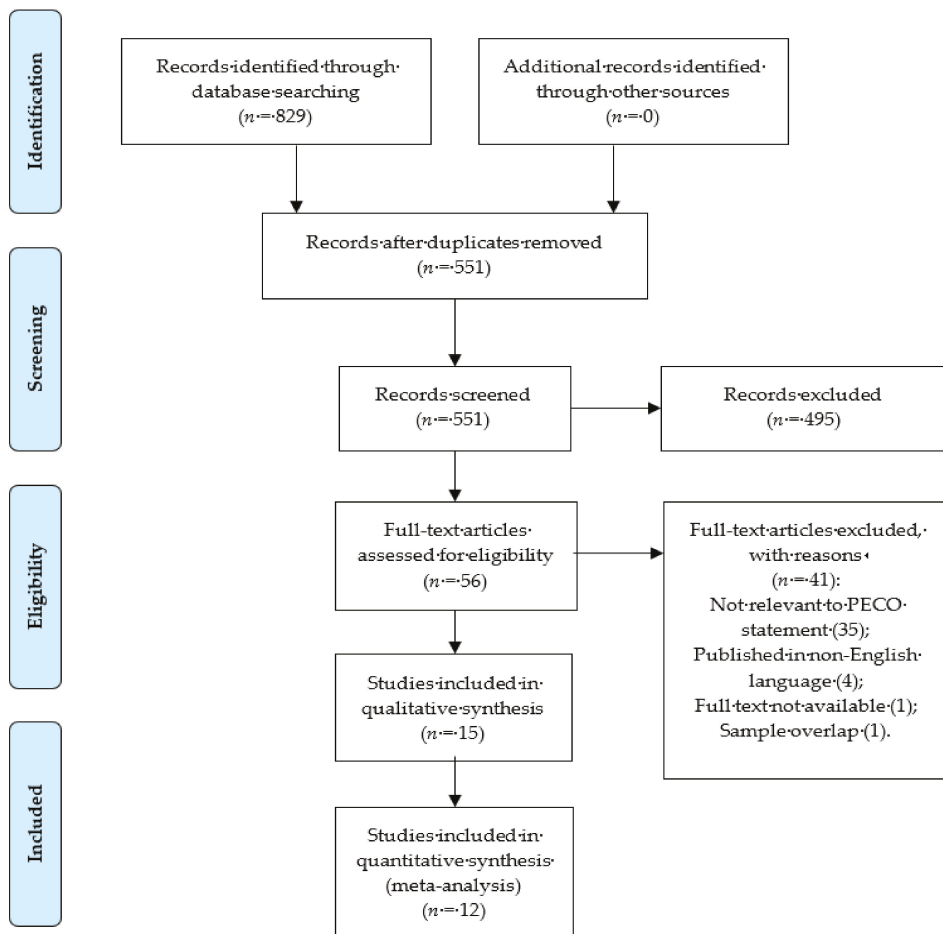 Identification
Records·identified·through·
database·searching
(n·=·829)
Additional·records·identified·
through·other·sources
(n·=·0)
Records·after·duplicates·removed
(n·=·551)
Screening
Records·screened
(n·=·551)
Records·excluded
(n·=·495)
Eligibility
Full-text·articles·
assessed·for·eligibility
(n·=·56)
Full-text·articles·excluded,·
with·reasons
(n·=·41):
Not·relevant·to·PECO·
statement·(35);
Published·in·non-English·
language·(4);
Full·text·not·available·(1);
Sample·overlap·(1).
Studies·included·in·
qualitative·synthesis
(n·=·15)
Included
Studies·included·in·
quantitative·synthesis·
(meta-analysis)
(n·=·12)